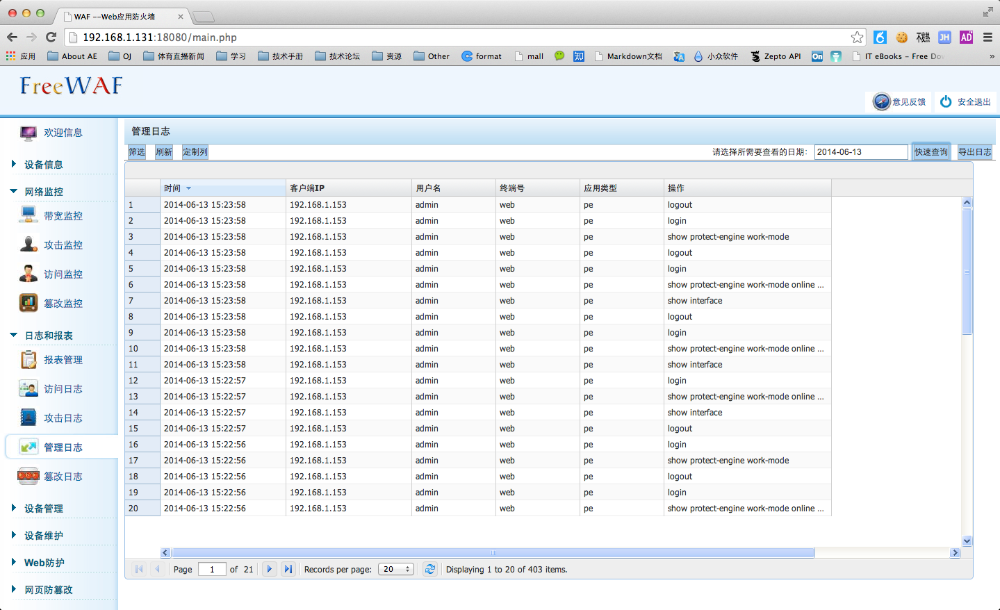 WAF --Web应用防火墙
192.168.1.131:18080/main.php
应用 About AE OJ 体育直播新闻 学习 技术手册 技术论坛 资源 Other format mall 知 Markdown文档 小众软件 Zepto API On IT eBooks - Free Dow »
不熟 JH AD
FreeWAF
意见反馈 安全退出
欢迎信息
设备信息
网络监控
带宽监控
攻击监控
访问监控
篡改监控
日志和报表
报表管理
访问日志
攻击日志
管理日志
篡改日志
设备管理
设备维护
Web防护
网页防篡改
管理日志
筛选 刷新 定制列 请选择所需要查看的日期： 2014-06-13 快速查询 导出日志
时间 客户端IP 用户名 终端号 应用类型 操作
1 2014-06-13 15:23:58 192.168.1.153 admin web pe logout
2 2014-06-13 15:23:58 192.168.1.153 admin web pe login
3 2014-06-13 15:23:58 192.168.1.153 admin web pe show protect-engine work-mode
4 2014-06-13 15:23:58 192.168.1.153 admin web pe logout
5 2014-06-13 15:23:58 192.168.1.153 admin web pe login
6 2014-06-13 15:23:58 192.168.1.153 admin web pe show protect-engine work-mode online ...
7 2014-06-13 15:23:58 192.168.1.153 admin web pe show interface
8 2014-06-13 15:23:58 192.168.1.153 admin web pe logout
9 2014-06-13 15:23:58 192.168.1.153 admin web pe login
10 2014-06-13 15:23:58 192.168.1.153 admin web pe show protect-engine work-mode online ...
11 2014-06-13 15:23:58 192.168.1.153 admin web pe show interface
12 2014-06-13 15:22:57 192.168.1.153 admin web pe login
13 2014-06-13 15:22:57 192.168.1.153 admin web pe show protect-engine work-mode online ...
14 2014-06-13 15:22:57 192.168.1.153 admin web pe show interface
15 2014-06-13 15:22:57 192.168.1.153 admin web pe logout
16 2014-06-13 15:22:56 192.168.1.153 admin web pe login
17 2014-06-13 15:22:56 192.168.1.153 admin web pe show protect-engine work-mode
18 2014-06-13 15:22:56 192.168.1.153 admin web pe logout
19 2014-06-13 15:22:56 192.168.1.153 admin web pe login
20 2014-06-13 15:22:56 192.168.1.153 admin web pe show protect-engine work-mode online ...
Page 1 of 21 Records per page: 20 Displaying 1 to 20 of 403 items.